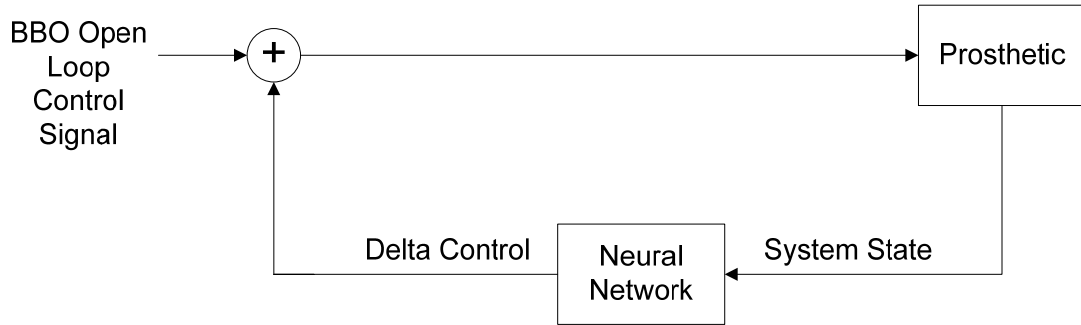 BBO Open
Loop
Control
Signal
+
Prosthetic
Delta Control
Neural
Network
System State